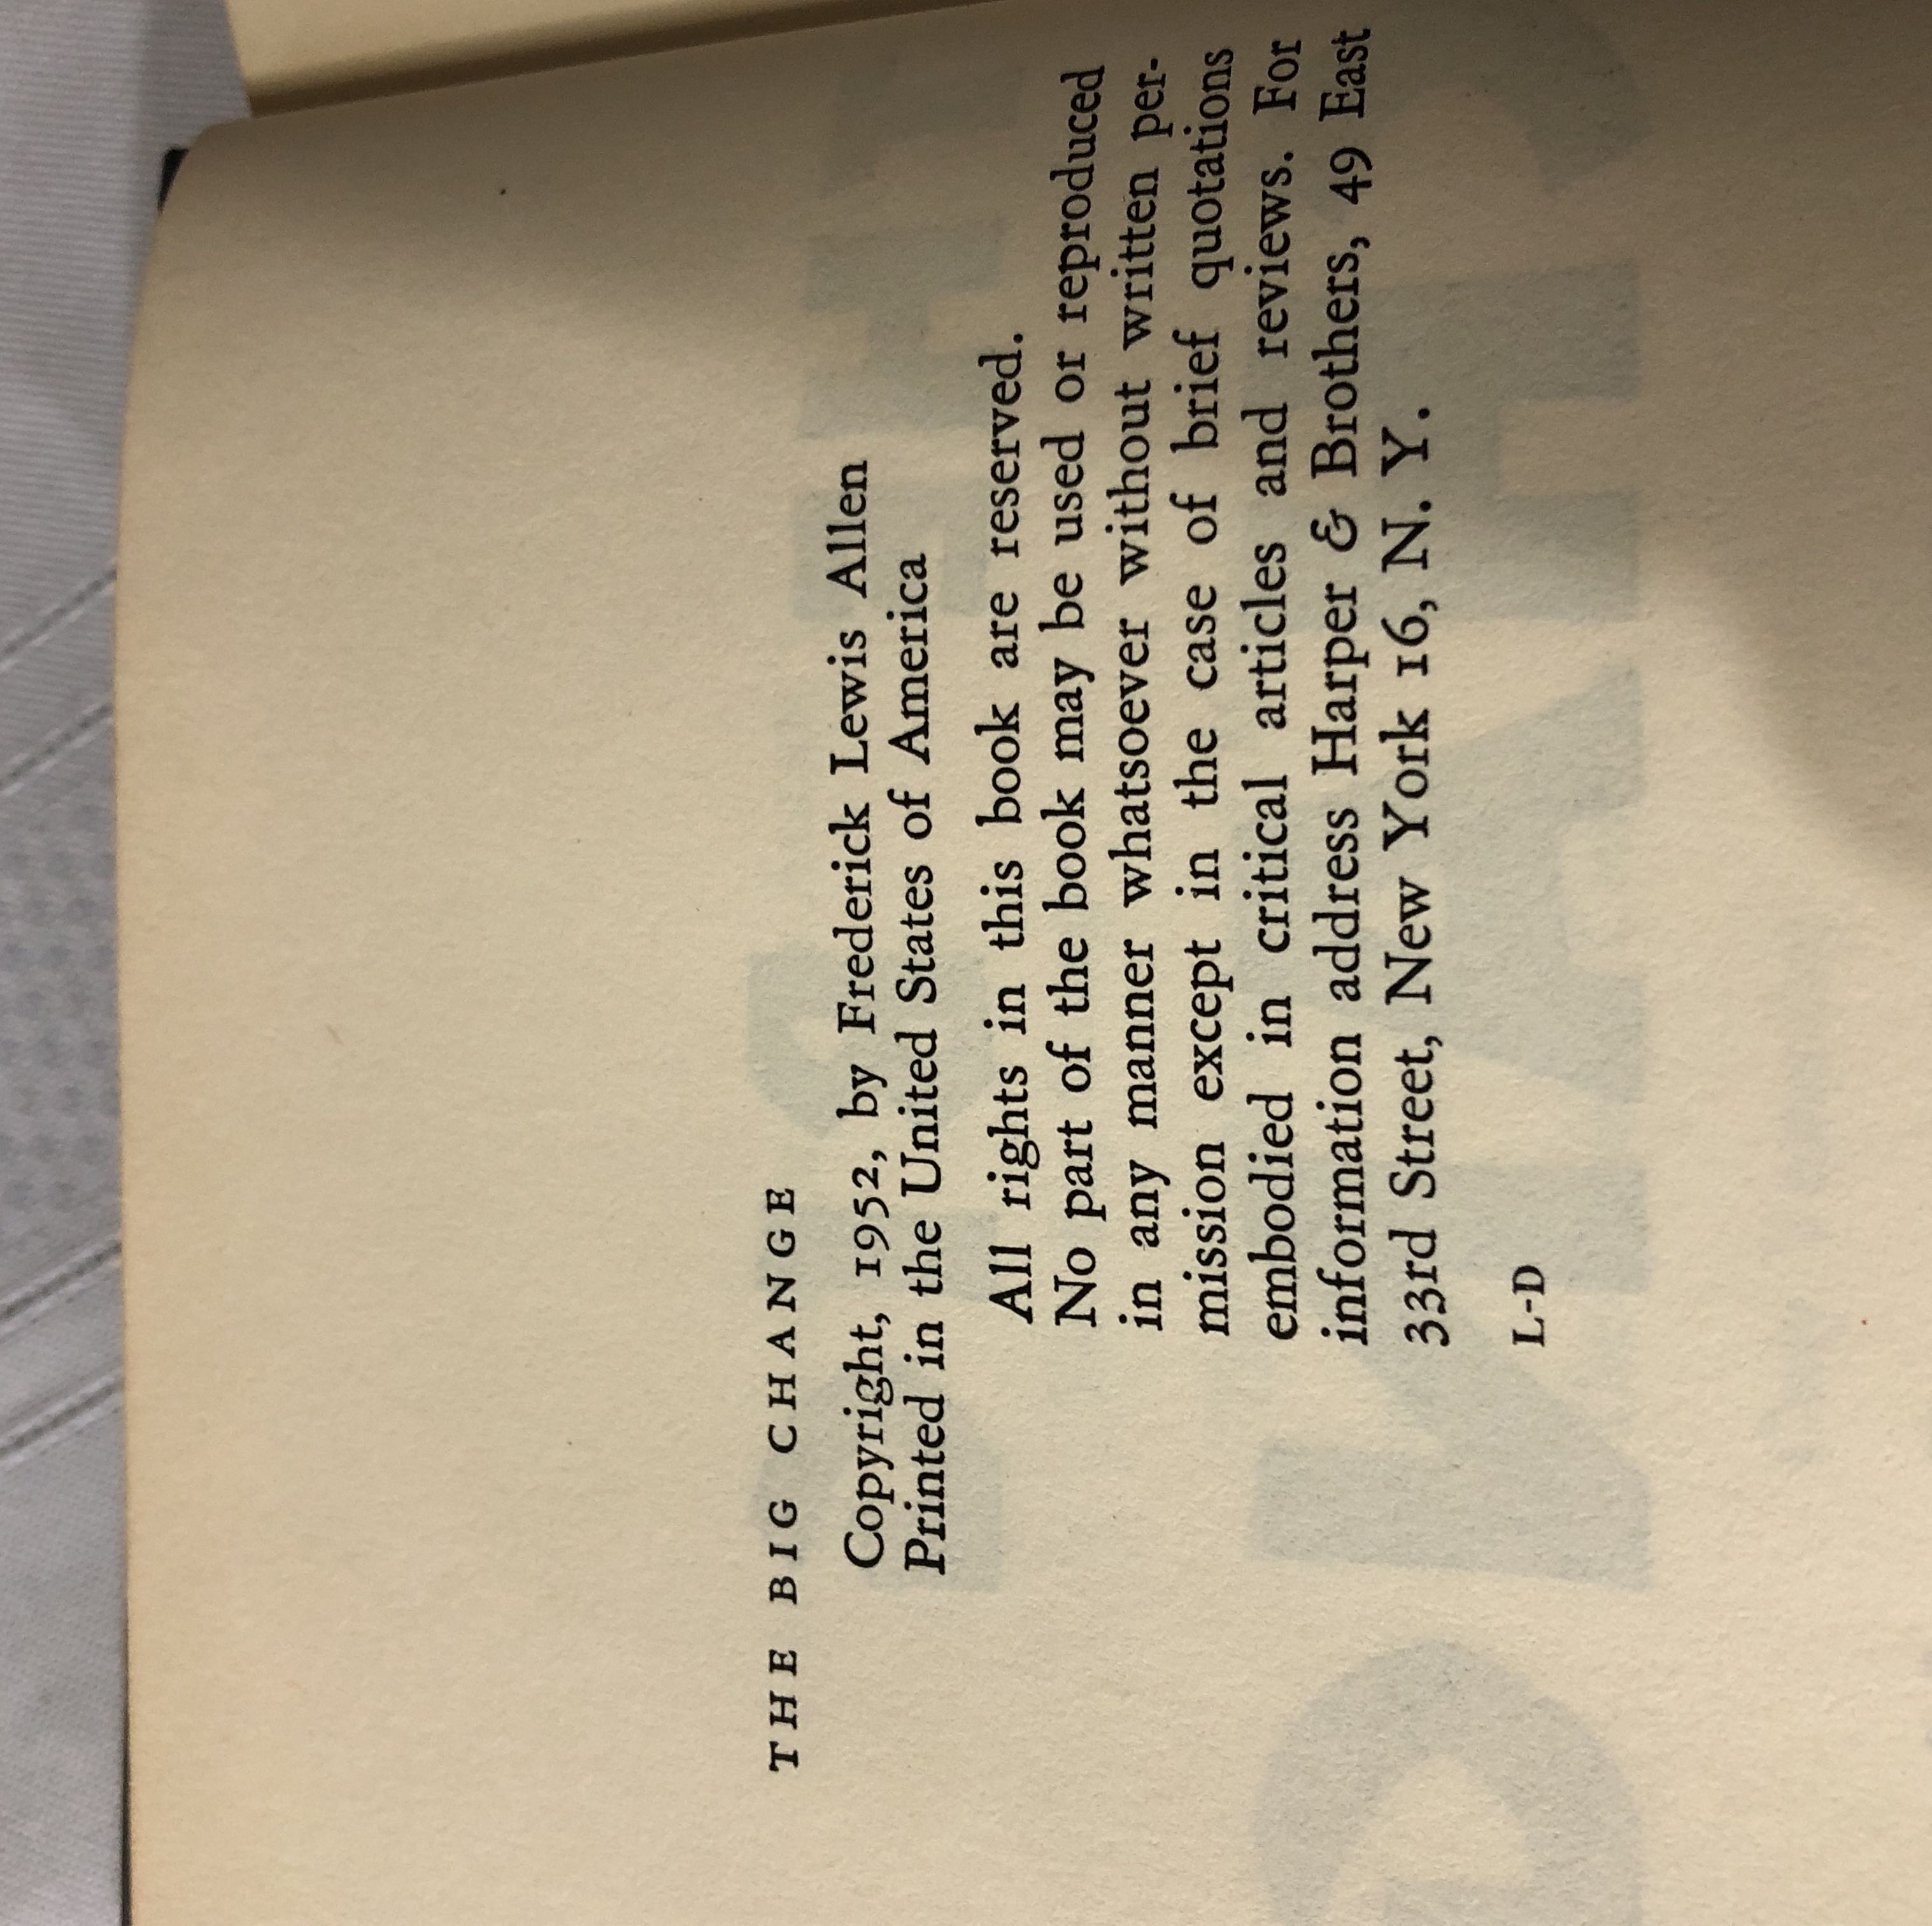 THE BIG CHANGE
Copyright, 1952, by Frederick Lewis Allen
Printed in the United States of America
All rights in this book are reserved.
No part of the book may be used or reproduced
in any manner whatsoever without written per-
mission except in the case of brief quotations
embodied in critical articles and reviews. For
information address Harper & Brothers, 49 East
33rd Street, New York 16, N. Y.
L-D